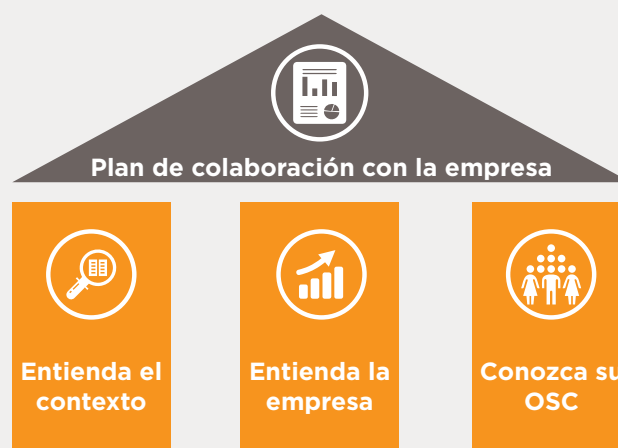 Plan de colaboración con la empresa
Entienda el
contexto
Entienda la
empresa
Conozca su
OSC